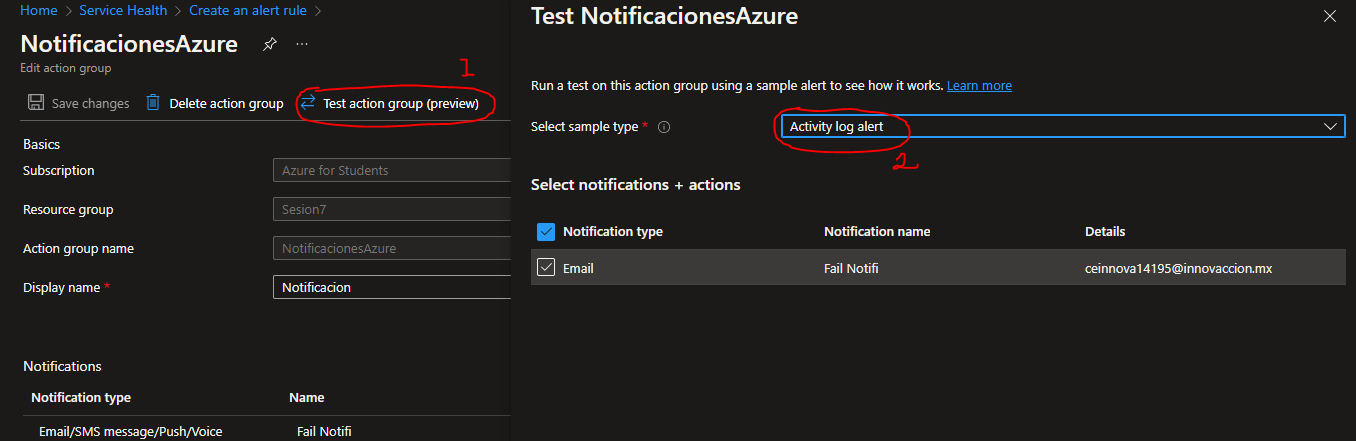 Home > Service Health > Create an alert rule >
NotificacionesAzure
Edit action group
1
Save changes Delete action group Test action group (preview)
Basics
Subscription Azure for Students
Resource group Sesion7
Action group name NotificacionesAzure
Display name * Notificacion
Notifications
Notification type Name
Email/SMS message/Push/Voice Fail Notifi
Test NotificacionesAzure
Run a test on this action group using a sample alert to see how it works. Learn more
Select sample type * Activity log alert
2
Select notifications + actions
Notification type Notification name Details
Email Fail Notifi ceinnova14195@innovaccion.mx